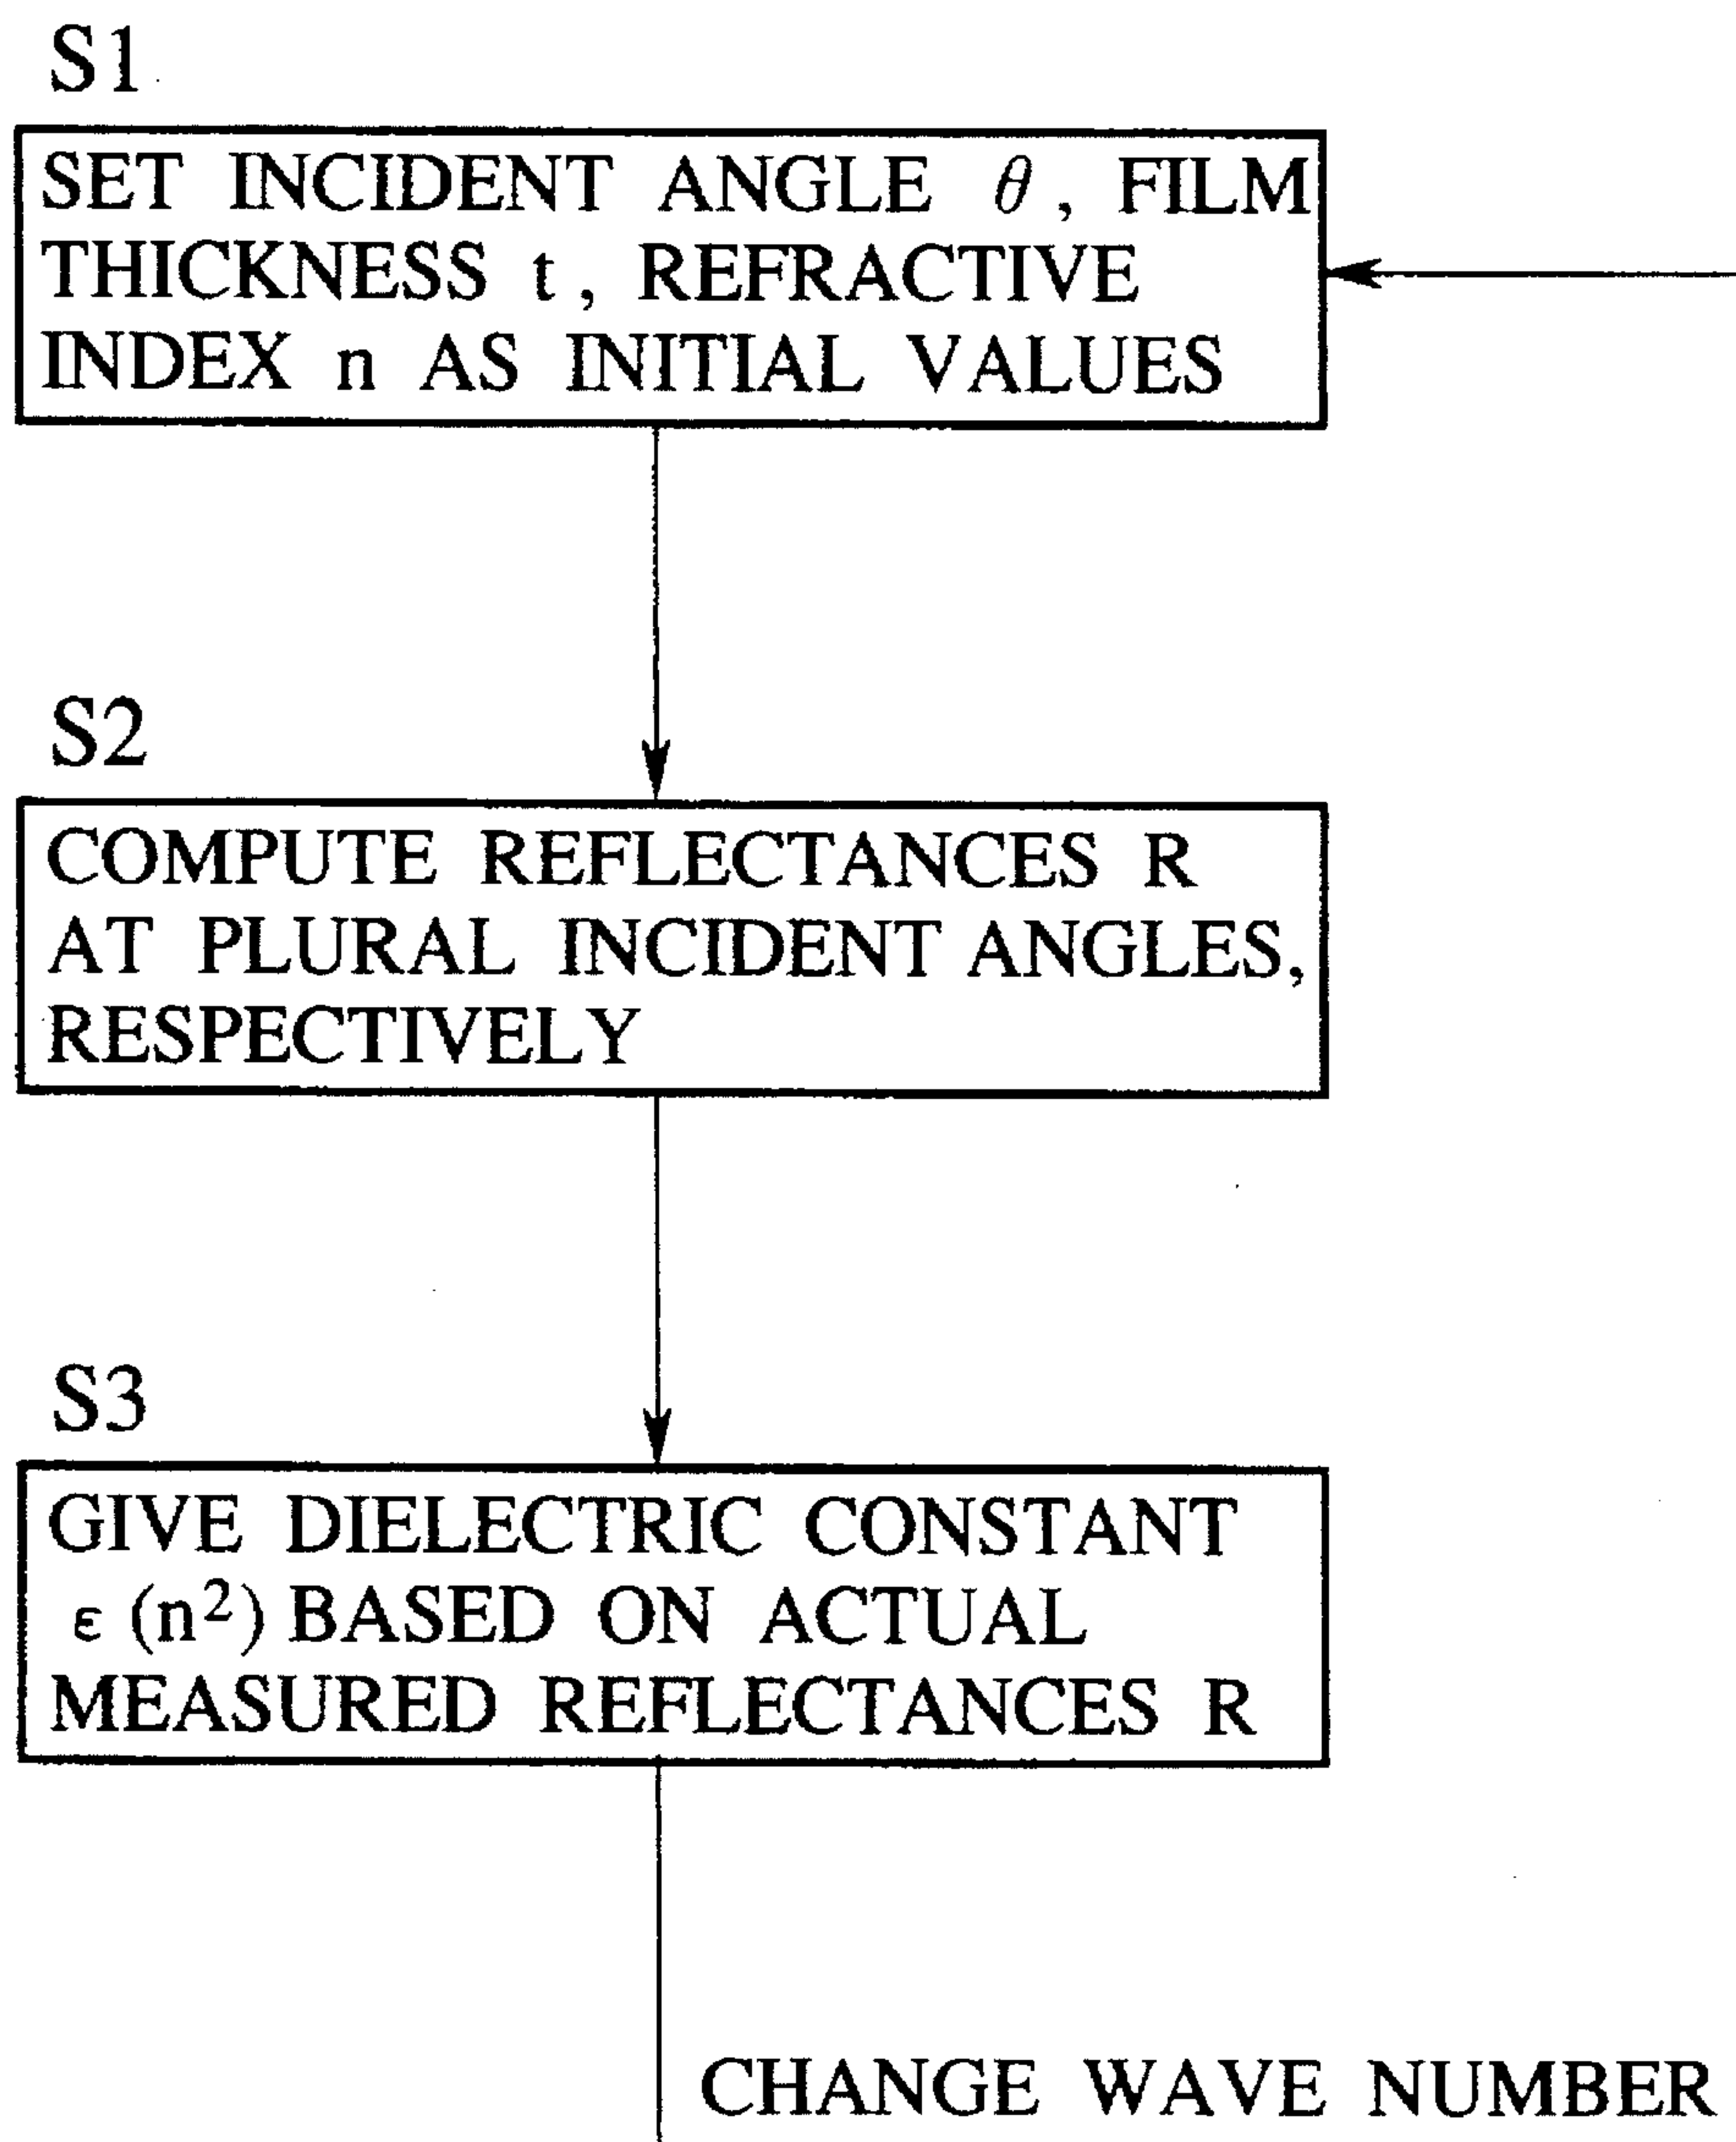 S1
SET INCIDENT ANGLE θ, FILM
THICKNESS t, REFRACTIVE
INDEX n AS INITIAL VALUES
S2
COMPUTE REFLECTANCES R
AT PLURAL INCIDENT ANGLES,
RESPECTIVELY
S3
GIVE DIELECTRIC CONSTANT
ε (n²) BASED ON ACTUAL
MEASURED REFLECTANCES R
CHANGE WAVE NUMBER